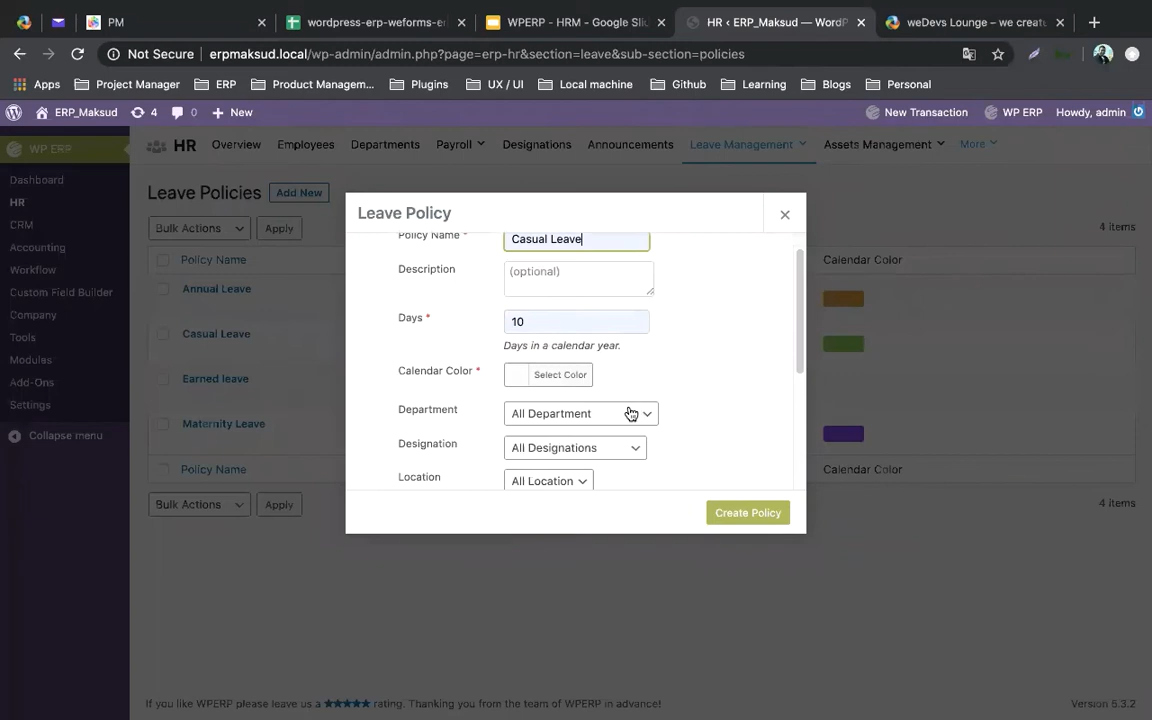 PM
wordpress-erp-weforms-er
WPERP - HRM - Google Slid
HR ‹ ERP_Maksud — WordP
weDevs Lounge – we creat
Not Secure
erpmaksud.local/wp-admin/admin.php?page=erp-hr&section=leave&sub-section=policies
Apps
Project Manager
ERP
Product Managem...
Plugins
UX / UI
Local machine
Github
Learning
Blogs
Personal
ERP_Maksud
4
0
New
New Transaction
WP ERP
Howdy, admin
WP ERP
HR
Overview
Employees
Departments
Payroll
Designations
Announcements
Leave Management
Assets Management
More
Dashboard
HR
CRM
Accounting
Workflow
Custom Field Builder
Company
Tools
Modules
Add-Ons
Settings
Collapse menu
Leave Policies
Add New
Bulk Actions
Apply
4 items
Policy Name
Calendar Color
Annual Leave
Casual Leave
Earned leave
Maternity Leave
Policy Name
Calendar Color
Bulk Actions
Apply
4 items
Leave Policy
×
Policy Name *
Casual Leave
Description
(optional)
Days *
10
Days in a calendar year.
Calendar Color *
Select Color
Department
All Department
Designation
All Designations
Location
All Location
Create Policy
If you like WPERP please leave us a ★★★★★ rating. Thanking you from the team of WPERP in advance!
Version 5.3.2